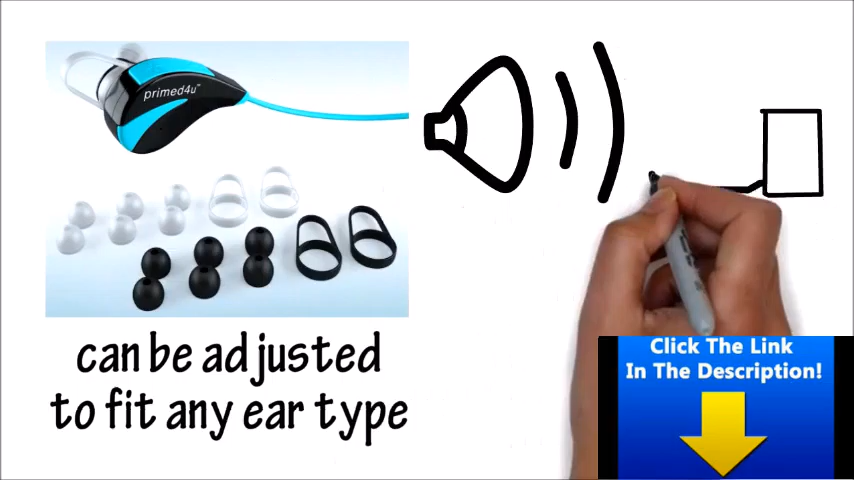 primed4u™
can be adjusted
to fit any ear type
Click The Link
In The Description!